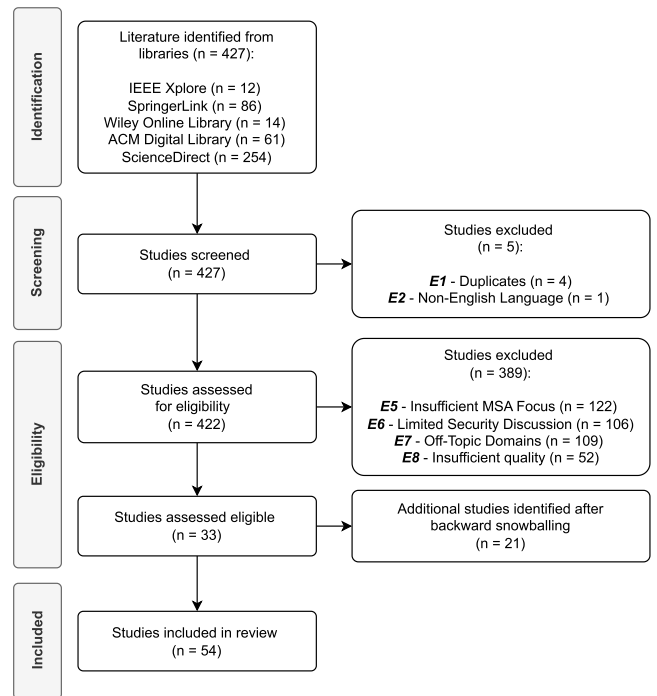 Identification
Literature identified from
libraries (n = 427):
IEEE Xplore (n = 12)
SpringerLink (n = 86)
Wiley Online Library (n = 14)
ACM Digital Library (n = 61)
ScienceDirect (n = 254)
Screening
Studies screened
(n = 427)
Studies excluded
(n = 5):
E1 - Duplicates (n = 4)
E2 - Non-English Language (n = 1)
Eligibility
Studies assessed
for eligibility
(n = 422)
Studies excluded
(n = 389):
E5 - Insufficient MSA Focus (n = 122)
E6 - Limited Security Discussion (n = 106)
E7 - Off-Topic Domains (n = 109)
E8 - Insufficient quality (n = 52)
Studies assessed eligible
(n = 33)
Additional studies identified after
backward snowballing
(n = 21)
Included
Studies included in review
(n = 54)